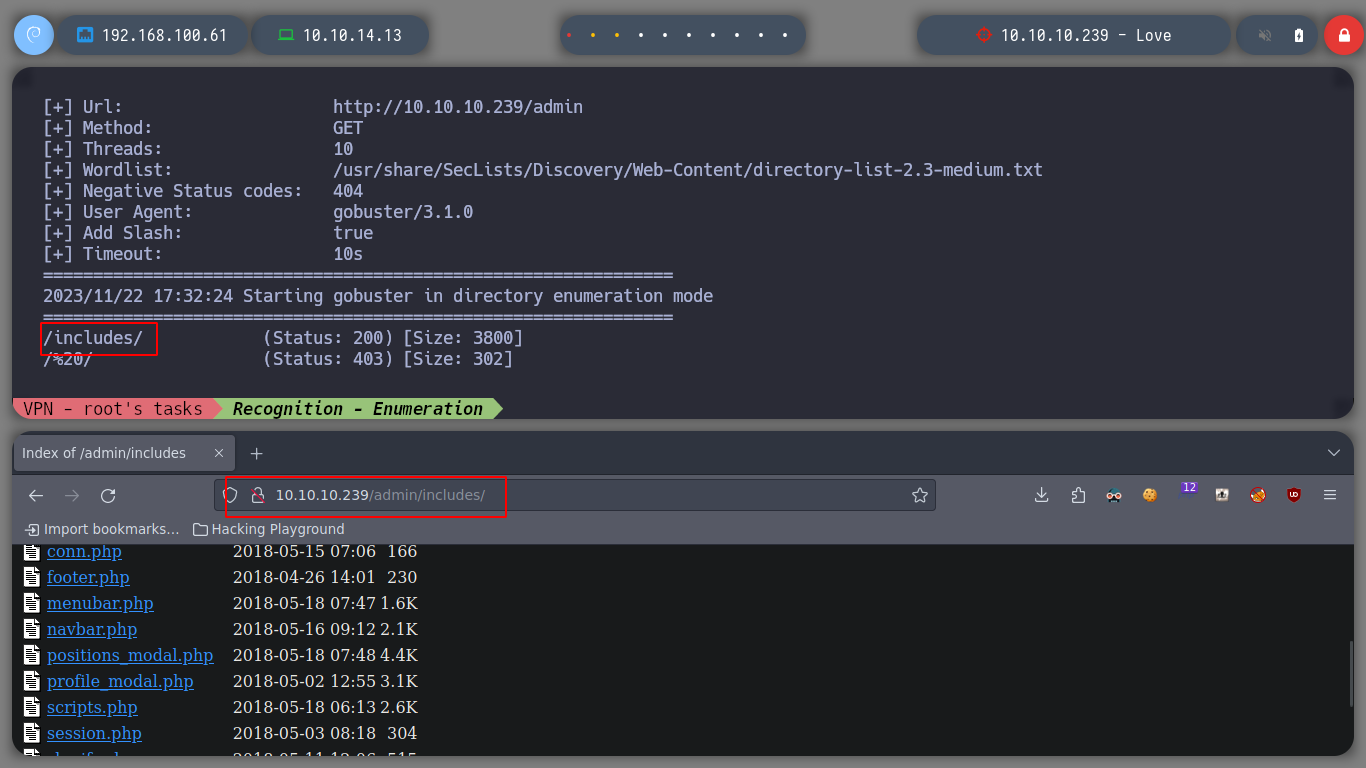 192.168.100.61 10.10.14.13 10.10.10.239 - Love
[+] Url: http://10.10.10.239/admin
[+] Method: GET
[+] Threads: 10
[+] Wordlist: /usr/share/SecLists/Discovery/Web-Content/directory-list-2.3-medium.txt
[+] Negative Status codes: 404
[+] User Agent: gobuster/3.1.0
[+] Add Slash: true
[+] Timeout: 10s
===============================================================
2023/11/22 17:32:24 Starting gobuster in directory enumeration mode
===============================================================
/includes/ (Status: 200) [Size: 3800]
/%20/ (Status: 403) [Size: 302]
VPN - root's tasks Recognition - Enumeration
Index of /admin/includes
10.10.10.239/admin/includes/ 12
Import bookmarks... Hacking Playground
conn.php 2018-05-15 07:06 166
footer.php 2018-04-26 14:01 230
menubar.php 2018-05-18 07:47 1.6K
navbar.php 2018-05-16 09:12 2.1K
positions_modal.php 2018-05-18 07:48 4.4K
profile_modal.php 2018-05-02 12:55 3.1K
scripts.php 2018-05-18 06:13 2.6K
session.php 2018-05-03 08:18 304